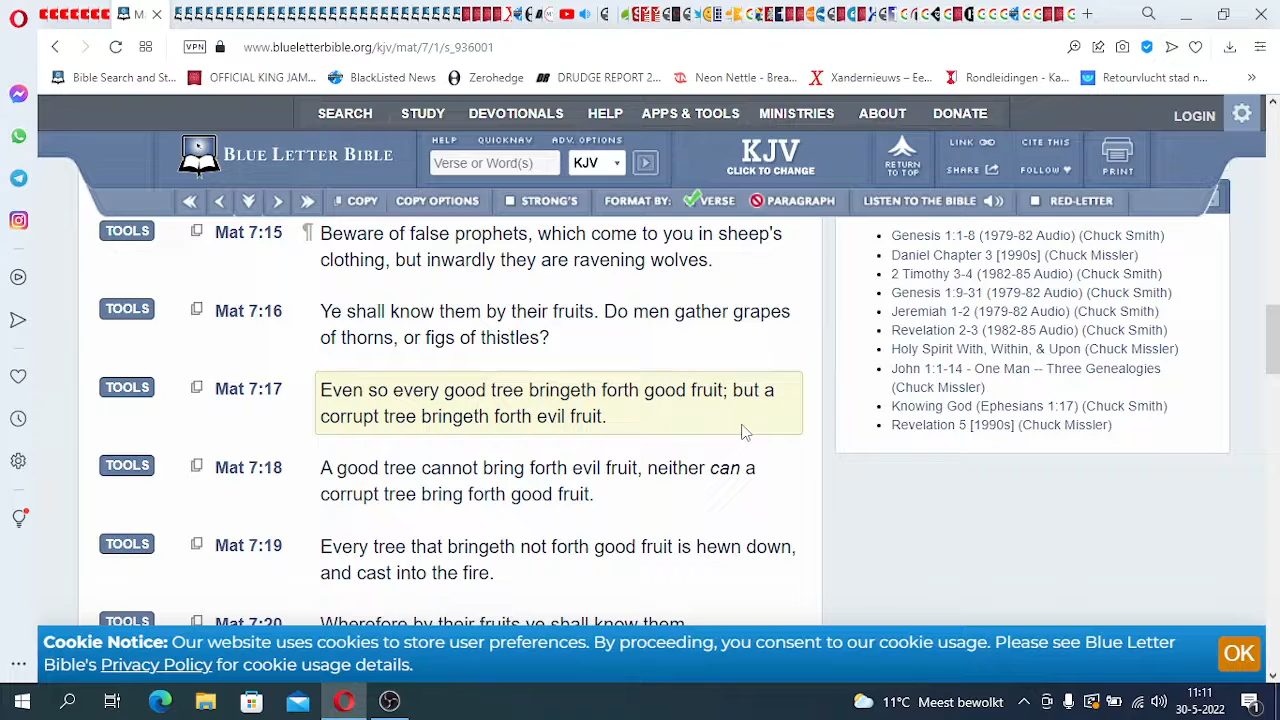 M
www.blueletterbible.org/kjv/mat/7/1/s_936001
VPN
Bible Search and St...
OFFICIAL KING JAM...
BlackListed News
Zerohedge
DRUDGE REPORT 2...
Neon Nettle - Brea...
Xandernieuws – Ee...
Rondleidingen - Ka...
Retourvlucht stad n...
SEARCH STUDY DEVOTIONALS HELP APPS & TOOLS MINISTRIES ABOUT DONATE
LOGIN
BLUE LETTER BIBLE
HELP QUICKNAV ADV. OPTIONS
Verse or Word(s)
KJV
KJV
CLICK TO CHANGE
RETURN
TO TOP
LINK
CITE THIS
SHARE
FOLLOW
PRINT
COPY COPY OPTIONS STRONG'S FORMAT BY: VERSE PARAGRAPH LISTEN TO THE BIBLE RED-LETTER
TOOLS Mat 7:15 ¶ Beware of false prophets, which come to you in sheep's
clothing, but inwardly they are ravening wolves.
TOOLS Mat 7:16 Ye shall know them by their fruits. Do men gather grapes
of thorns, or figs of thistles?
TOOLS Mat 7:17 Even so every good tree bringeth forth good fruit; but a
corrupt tree bringeth forth evil fruit.
TOOLS Mat 7:18 A good tree cannot bring forth evil fruit, neither can a
corrupt tree bring forth good fruit.
TOOLS Mat 7:19 Every tree that bringeth not forth good fruit is hewn down,
and cast into the fire.
TOOLS Mat 7:20 Wherefore by their fruits ye shall know them.
Genesis 1:1-8 (1979-82 Audio) (Chuck Smith)
Daniel Chapter 3 [1990s] (Chuck Missler)
2 Timothy 3-4 (1982-85 Audio) (Chuck Smith)
Genesis 1:9-31 (1979-82 Audio) (Chuck Smith)
Jeremiah 1-2 (1979-82 Audio) (Chuck Smith)
Revelation 2-3 (1982-85 Audio) (Chuck Smith)
Holy Spirit With, Within, & Upon (Chuck Missler)
John 1:1-14 - One Man -- Three Genealogies
(Chuck Missler)
Knowing God (Ephesians 1:17) (Chuck Smith)
Revelation 5 [1990s] (Chuck Missler)
Cookie Notice: Our website uses cookies to store user preferences. By proceeding, you consent to our cookie usage. Please see Blue Letter
Bible's Privacy Policy for cookie usage details.
OK
11°C Meest bewolkt
11:11
30-5-2022